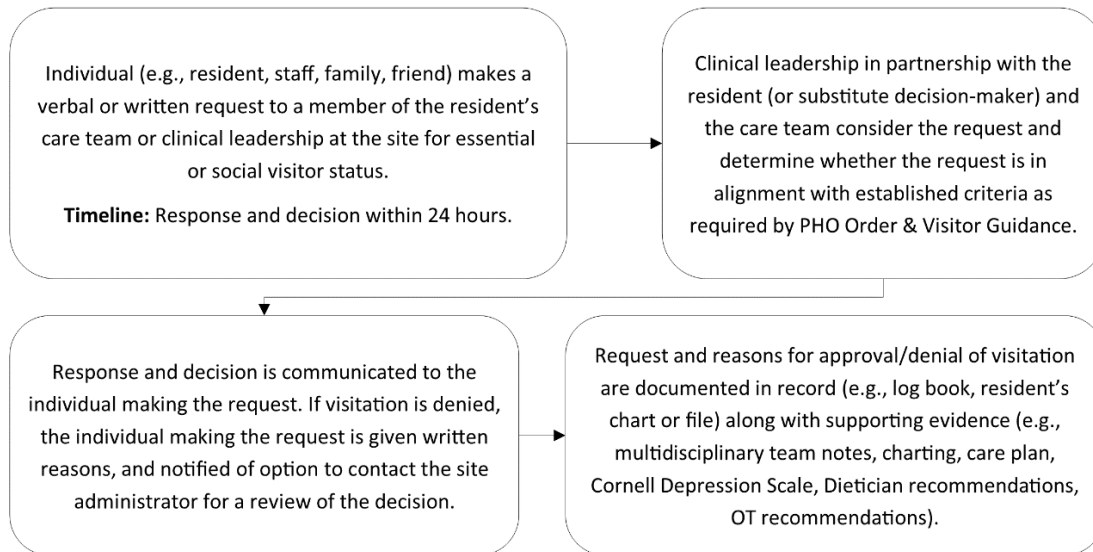 Individual (e.g., resident, staff, family, friend) makes a
verbal or written request to a member of the resident's
care team or clinical leadership at the site for essential
or social visitor status.
Timeline: Response and decision within 24 hours.
Clinical leadership in partnership with the
resident (or substitute decision-maker) and
the care team consider the request and
determine whether the request is in
alignment with established criteria as
required by PHO Order & Visitor Guidance.
Response and decision is communicated to the
individual making the request. If visitation is denied,
the individual making the request is given written
reasons, and notified of option to contact the site
administrator for a review of the decision.
Request and reasons for approval/denial of visitation
are documented in record (e.g., log book, resident's
chart or file) along with supporting evidence (e.g.,
multidisciplinary team notes, charting, care plan,
Cornell Depression Scale, Dietician recommendations,
OT recommendations).